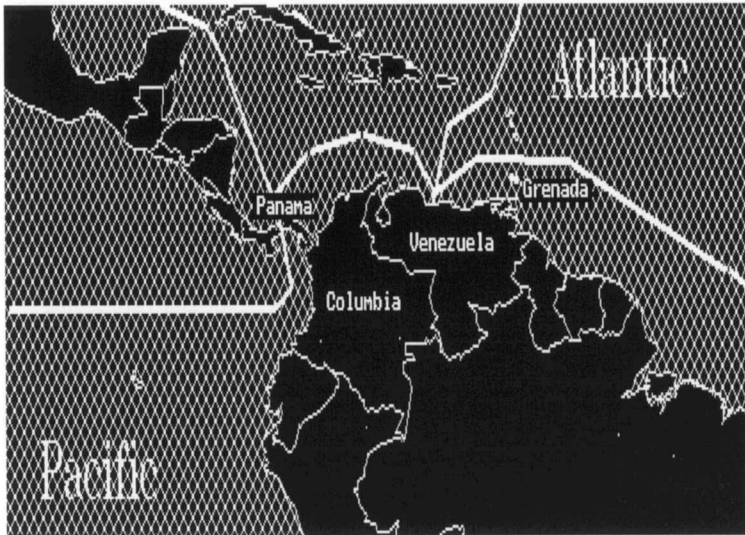 Atlantic
Grenada
Panama
Venezuela
Columbia
Pacific